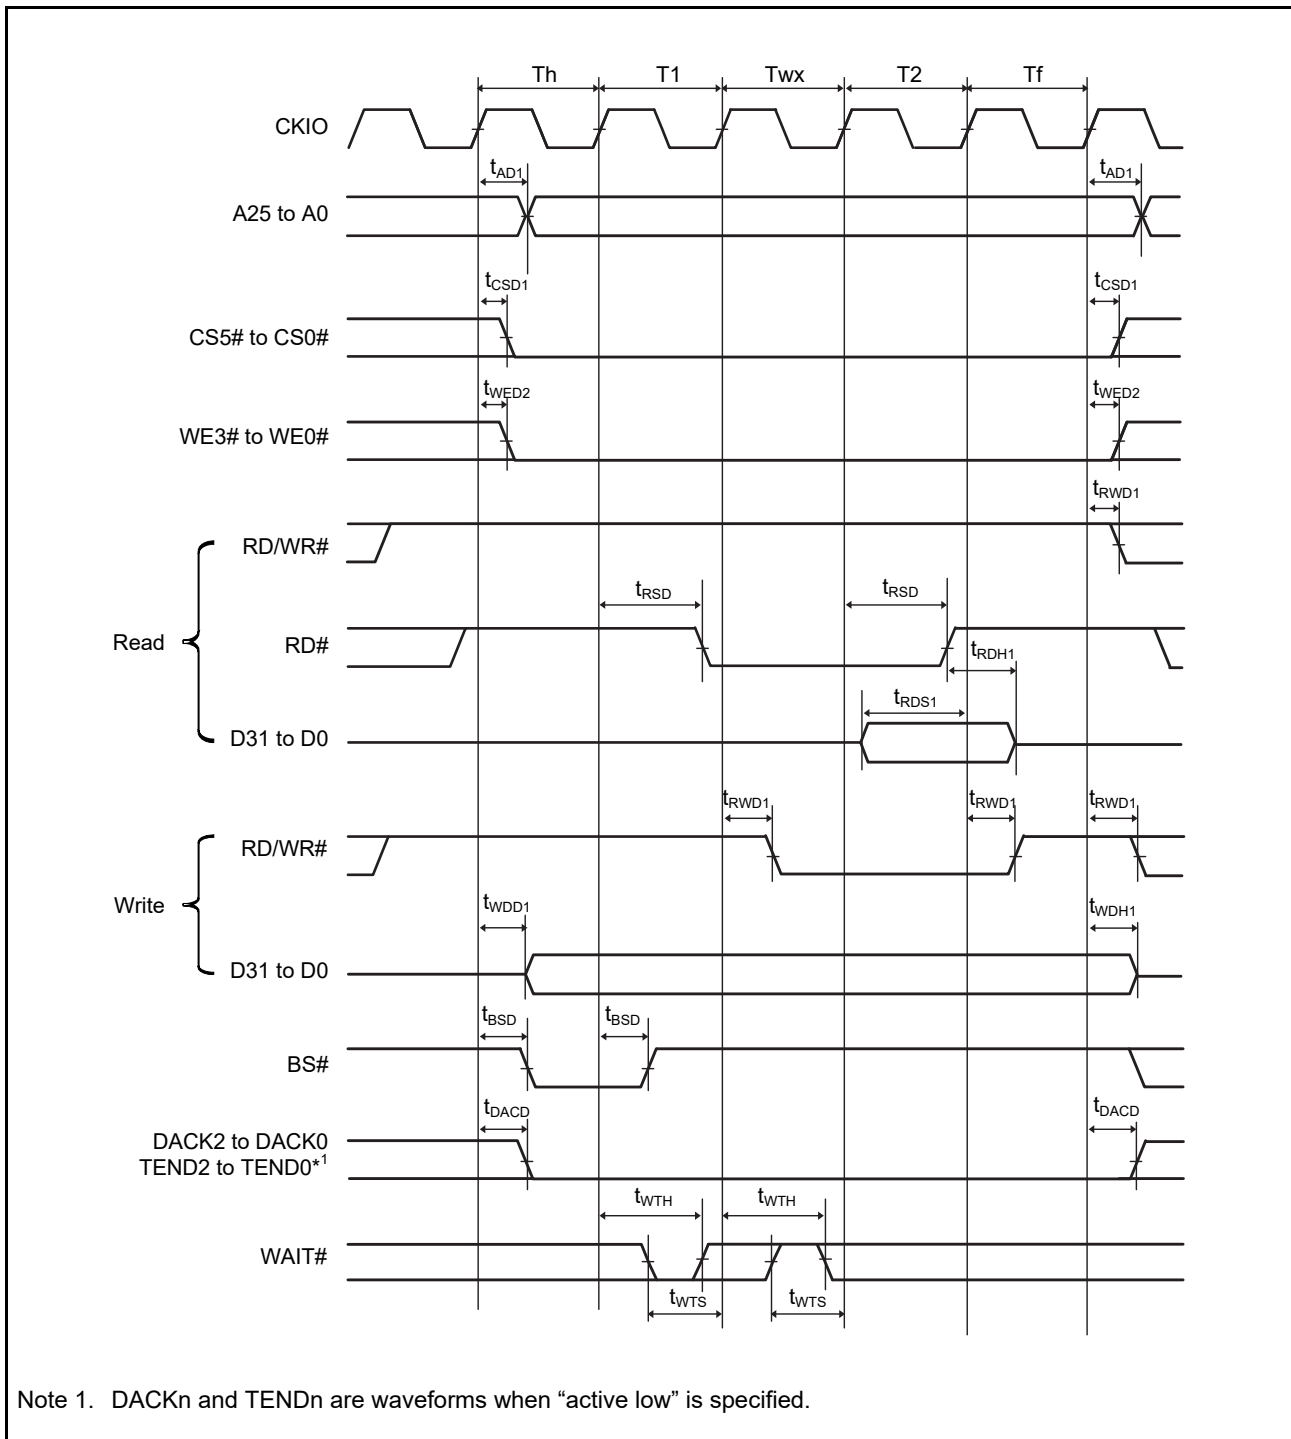 Th T1 Twx T2 Tf
CKIO
tAD1 tAD1
A25 to A0
tCSD1 tCSD1
CS5# to CS0#
tWED2 tWED2
WE3# to WE0#
tRWD1
RD/WR#
tRSD tRSD
Read RD#
tRDH1
tRDS1
D31 to D0
tRWD1 tRWD1 tRWD1
RD/WR#
Write
tWDD1 tWDH1
D31 to D0
tBSD tBSD
BS#
tDACD tDACD
DACK2 to DACK0
TEND2 to TEND0*1
tWTH tWTH
WAIT#
tWTS tWTS
Note 1. DACKn and TENDn are waveforms when “active low” is specified.